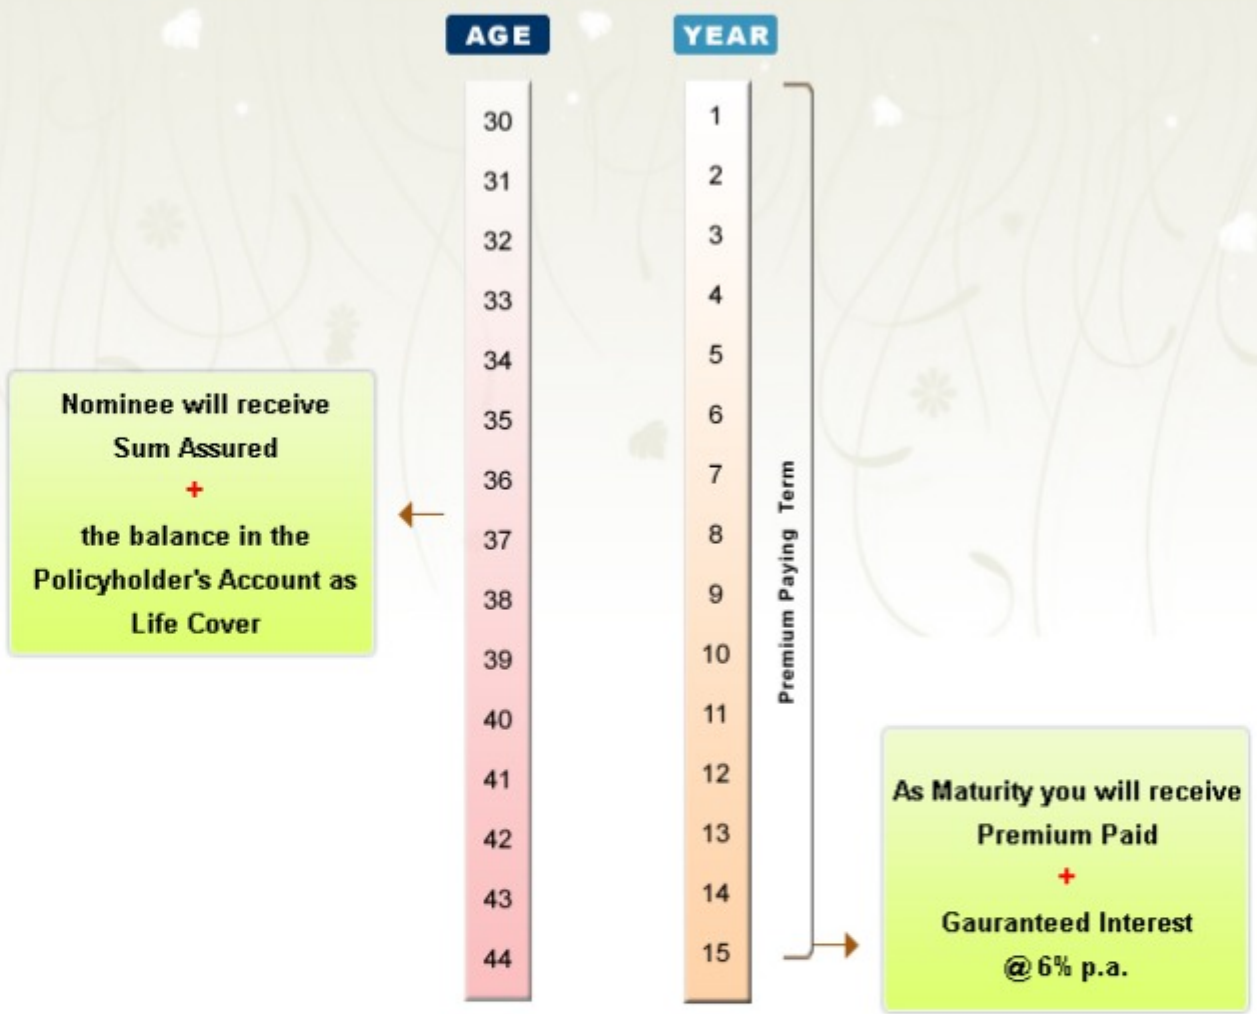 AGE
YEAR
30
31
32
33
34
35
36
37
38
39
40
41
42
43
44
1
2
3
4
5
6
7
8
9
10
11
12
13
14
15
Premium Paying Term
Nominee will receive
Sum Assured
+
the balance in the
Policyholder's Account as
Life Cover
As Maturity you will receive
Premium Paid
+
Gauranteed Interest
@ 6% p.a.